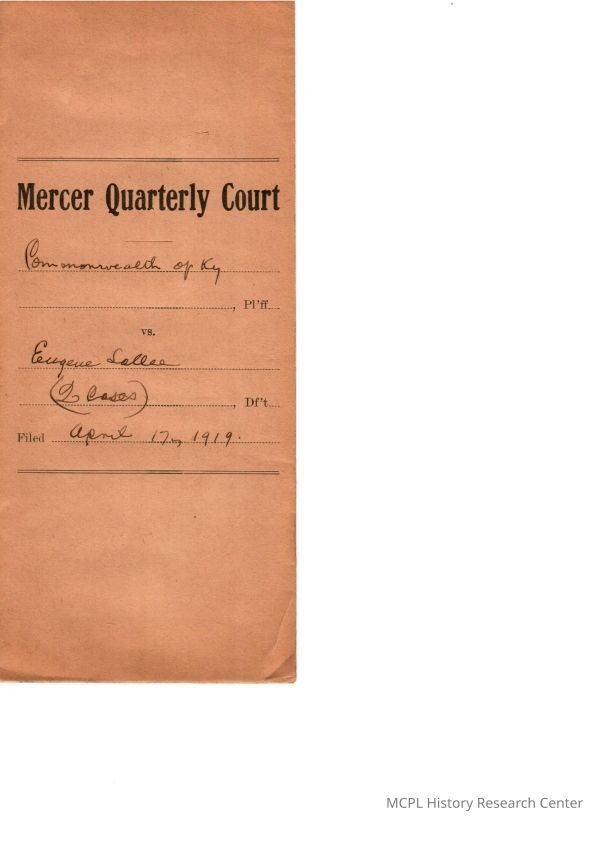 Mercer Quarterly Court
Commonwealth of Ky
, Pl'ff.
vs.
Eugene Sallee
(2 Cases) , Df't.
Filed April 17, 1919.
MCPL History Research Center